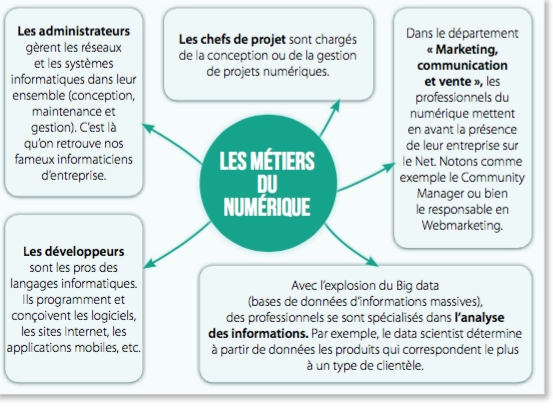 Les administrateurs
gèrent les réseaux
et les systèmes
informatiques dans leur
ensemble (conception,
maintenance et
gestion). C'est là
qu'on retrouve nos
fameux informaticiens
d'entreprise.
Les chefs de projet sont chargés
de la conception ou de la gestion
de projets numériques.
Dans le département
« Marketing,
communication
et vente », les
professionnels du
numérique mettent
en avant la présence
de leur entreprise sur
le Net. Notons comme
exemple le Community
Manager ou bien
le responsable en
Webmarketing.
LES MÉTIERS
DU
NUMÉRIQUE
Les développeurs
sont les pros des
langages informatiques.
Ils programment et
conçoivent les logiciels,
les sites Internet, les
applications mobiles, etc.
Avec l'explosion du Big data
(bases de données d'informations massives),
des professionnels se sont spécialisés dans l'analyse
des informations. Par exemple, le data scientist détermine
à partir de données les produits qui correspondent le plus
à un type de clientèle.